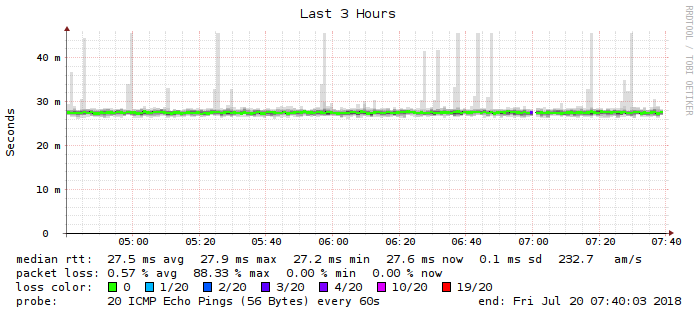 Last 3 Hours
RRDTOOL / TOBI OETIKER
Seconds
40 m
30 m
20 m
10 m
0
05:00 05:20 05:40 06:00 06:20 06:40 07:00 07:20 07:40
median rtt: 27.5 ms avg 27.9 ms max 27.2 ms min 27.6 ms now 0.1 ms sd 232.7 am/s
packet loss: 0.57 % avg 88.33 % max 0.00 % min 0.00 % now
loss color: 0 1/20 2/20 3/20 4/20 10/20 19/20
probe: 20 ICMP Echo Pings (56 Bytes) every 60s end: Fri Jul 20 07:40:03 2018